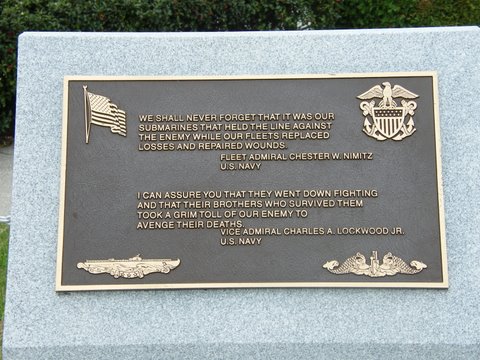 WE SHALL NEVER FORGET THAT IT WAS OUR
SUBMARINES THAT HELD THE LINE AGAINST
THE ENEMY WHILE OUR FLEETS REPLACED
LOSSES AND REPAIRED WOUNDS.
FLEET ADMIRAL CHESTER W. NIMITZ
U.S. NAVY
I CAN ASSURE YOU THAT THEY WENT DOWN FIGHTING
AND THAT THEIR BROTHERS WHO SURVIVED THEM
TOOK A GRIM TOLL OF OUR ENEMY TO
AVENGE THEIR DEATHS.
VICE ADMIRAL CHARLES A. LOCKWOOD JR.
U.S. NAVY